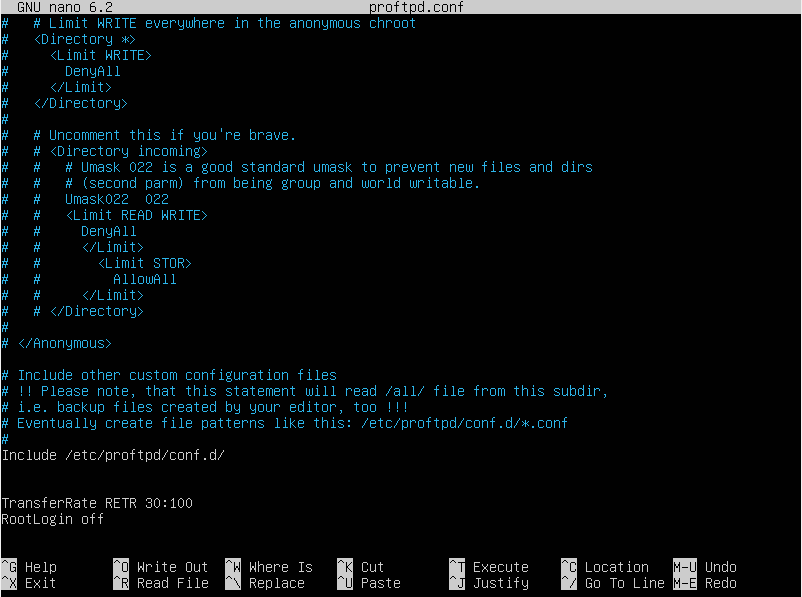 GNU nano 6.2 proftpd.conf
#   # Limit WRITE everywhere in the anonymous chroot
#   <Directory *>
#     <Limit WRITE>
#       DenyAll
#     </Limit>
#   </Directory>
#
#   # Uncomment this if you're brave.
#   # <Directory incoming>
#   #   # Umask 022 is a good standard umask to prevent new files and dirs
#   #   # (second parm) from being group and world writable.
#   #   Umask022  022
#   #   <Limit READ WRITE>
#   #     DenyAll
#   #     </Limit>
#   #       <Limit STOR>
#   #         AllowAll
#   #     </Limit>
#   # </Directory>
#
# </Anonymous>

# Include other custom configuration files
# !! Please note, that this statement will read /all/ file from this subdir,
# i.e. backup files created by your editor, too !!!
# Eventually create file patterns like this: /etc/proftpd/conf.d/*.conf
#
Include /etc/proftpd/conf.d/

TransferRate RETR 30:100
RootLogin off

^G Help ^O Write Out ^W Where Is ^K Cut ^T Execute ^C Location M-U Undo
^X Exit ^R Read File ^\ Replace ^U Paste ^J Justify ^/ Go To Line M-E Redo